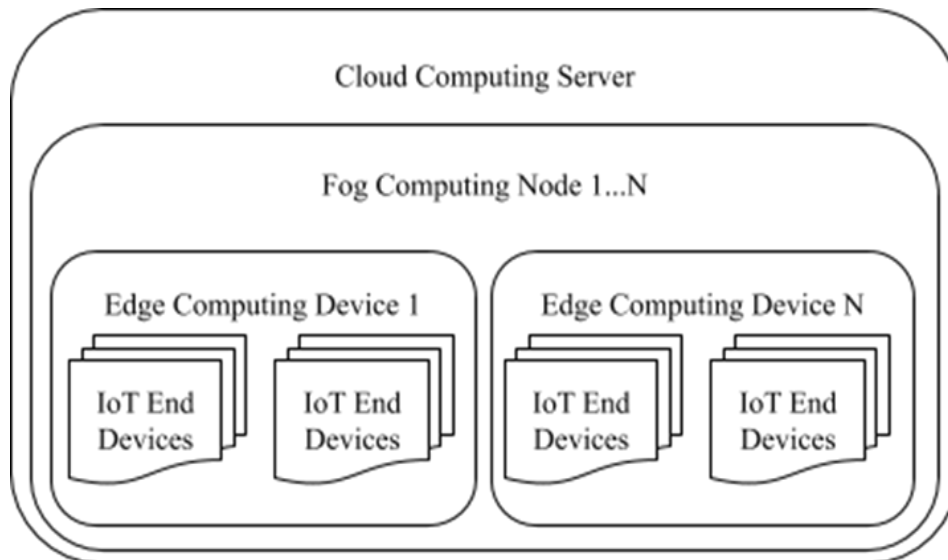 Cloud Computing Server
Fog Computing Node 1...N
Edge Computing Device 1
Edge Computing Device N
IoT End
Devices
IoT End
Devices
IoT End
Devices
IoT End
Devices